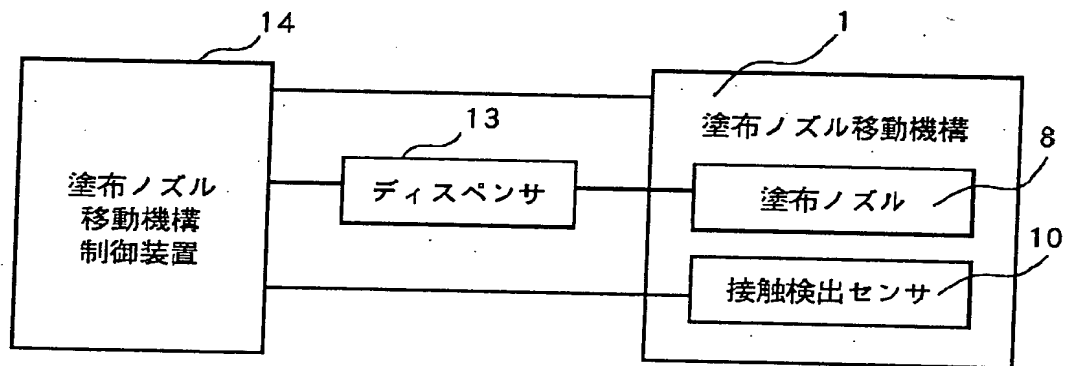 14
塗布ノズル
移動機構
制御装置
13
ディスペンサ
1
塗布ノズル移動機構
8
塗布ノズル
10
接触検出センサ